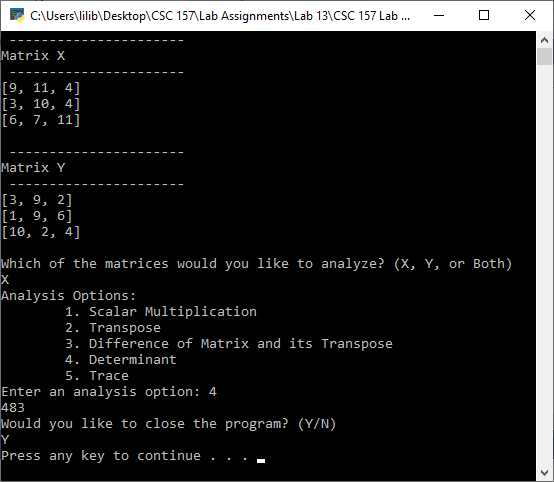 C:\Users\lilib\Desktop\CSC 157\Lab Assignments\Lab 13\CSC 157 Lab ...
----------------------
Matrix X
----------------------
[9, 11, 4]
[3, 10, 4]
[6, 7, 11]
----------------------
Matrix Y
----------------------
[3, 9, 2]
[1, 9, 6]
[10, 2, 4]
Which of the matrices would you like to analyze? (X, Y, or Both)
X
Analysis Options:
1. Scalar Multiplication
2. Transpose
3. Difference of Matrix and its Transpose
4. Determinant
5. Trace
Enter an analysis option: 4
483
Would you like to close the program? (Y/N)
Y
Press any key to continue . . .